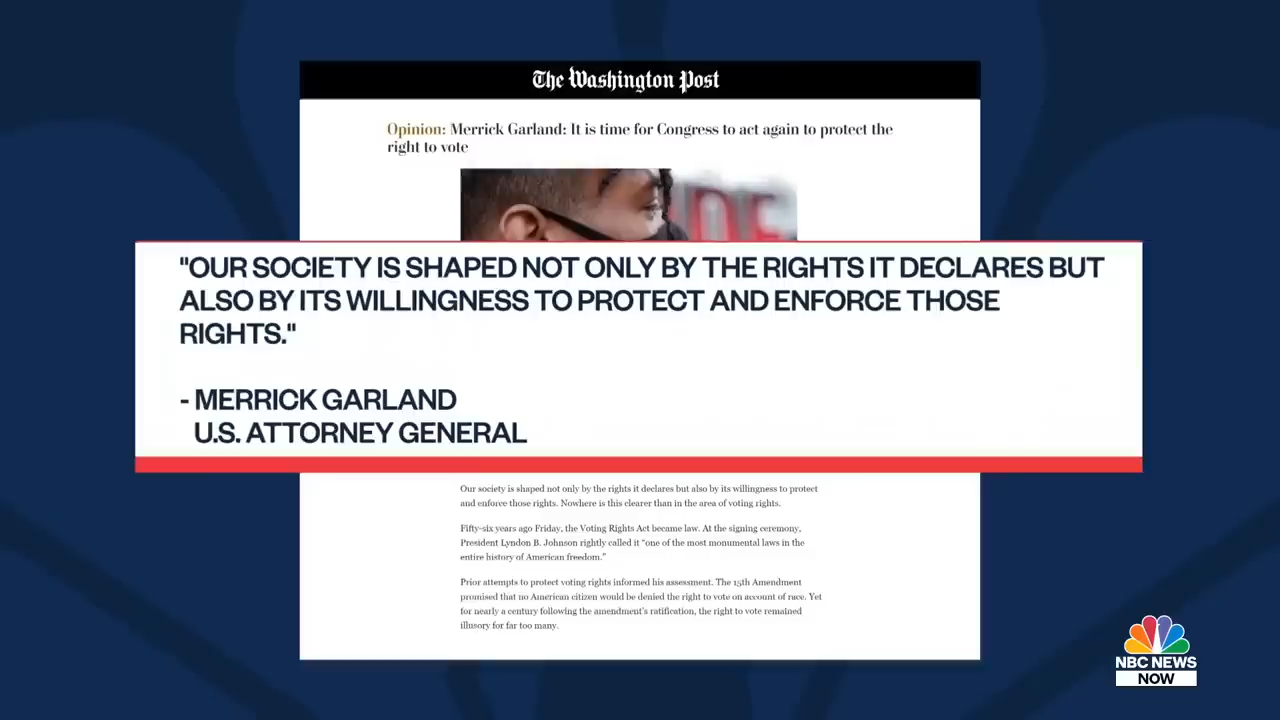 The Washington Post
Opinion: Merrick Garland: It is time for Congress to act again to protect the
right to vote
"OUR SOCIETY IS SHAPED NOT ONLY BY THE RIGHTS IT DECLARES BUT
ALSO BY ITS WILLINGNESS TO PROTECT AND ENFORCE THOSE
RIGHTS."
- MERRICK GARLAND
U.S. ATTORNEY GENERAL
Our society is shaped not only by the rights it declares but also by its willingness to protect
and enforce those rights. Nowhere is this clearer than in the area of voting rights.
Fifty-six years ago Friday, the Voting Rights Act became law. At the signing ceremony,
President Lyndon B. Johnson rightly called it “one of the most monumental laws in the
entire history of American freedom.”
Prior attempts to protect voting rights informed his assessment. The 15th Amendment
promised that no American citizen would be denied the right to vote on account of race. Yet
for nearly a century following the amendment’s ratification, the right to vote remained
illusory for far too many.
NBC NEWS
NOW